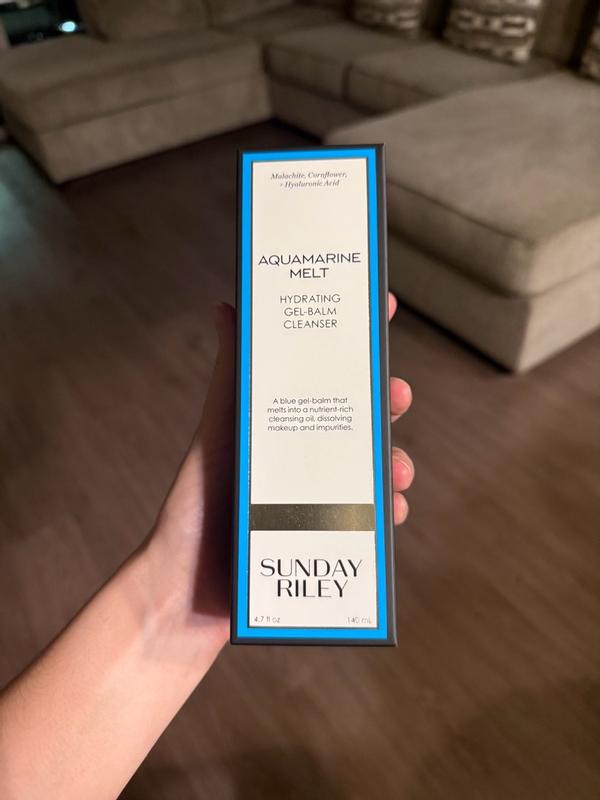 Malachite, Cornflower,
+ Hyaluronic Acid
AQUAMARINE
MELT
HYDRATING
GEL-BALM
CLEANSER
A blue gel-balm that
melts into a nutrient-rich
cleansing oil, dissolving
makeup and impurities.
SUNDAY
RILEY
4.7 fl oz 140 mL